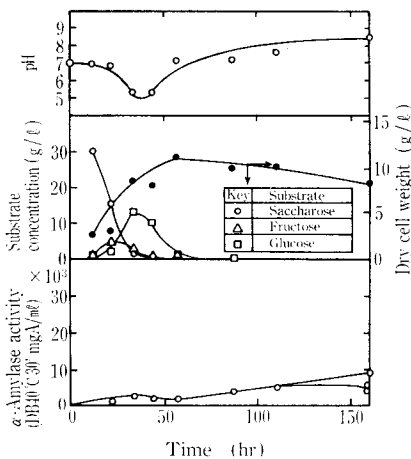 9
8
7
6
5
pH
30
20
10
0
Substrate
concentration (g/ℓ)
15
10
5
0
Dry cell weight (g/ℓ)
Key Substrate
○ Saccharose
△ Fructose
□ Glucose
× 10³
30
20
10
0
α-Amylase activity
(DB40°C30' mgA/mℓ)
0 50 100 150
Time (hr)